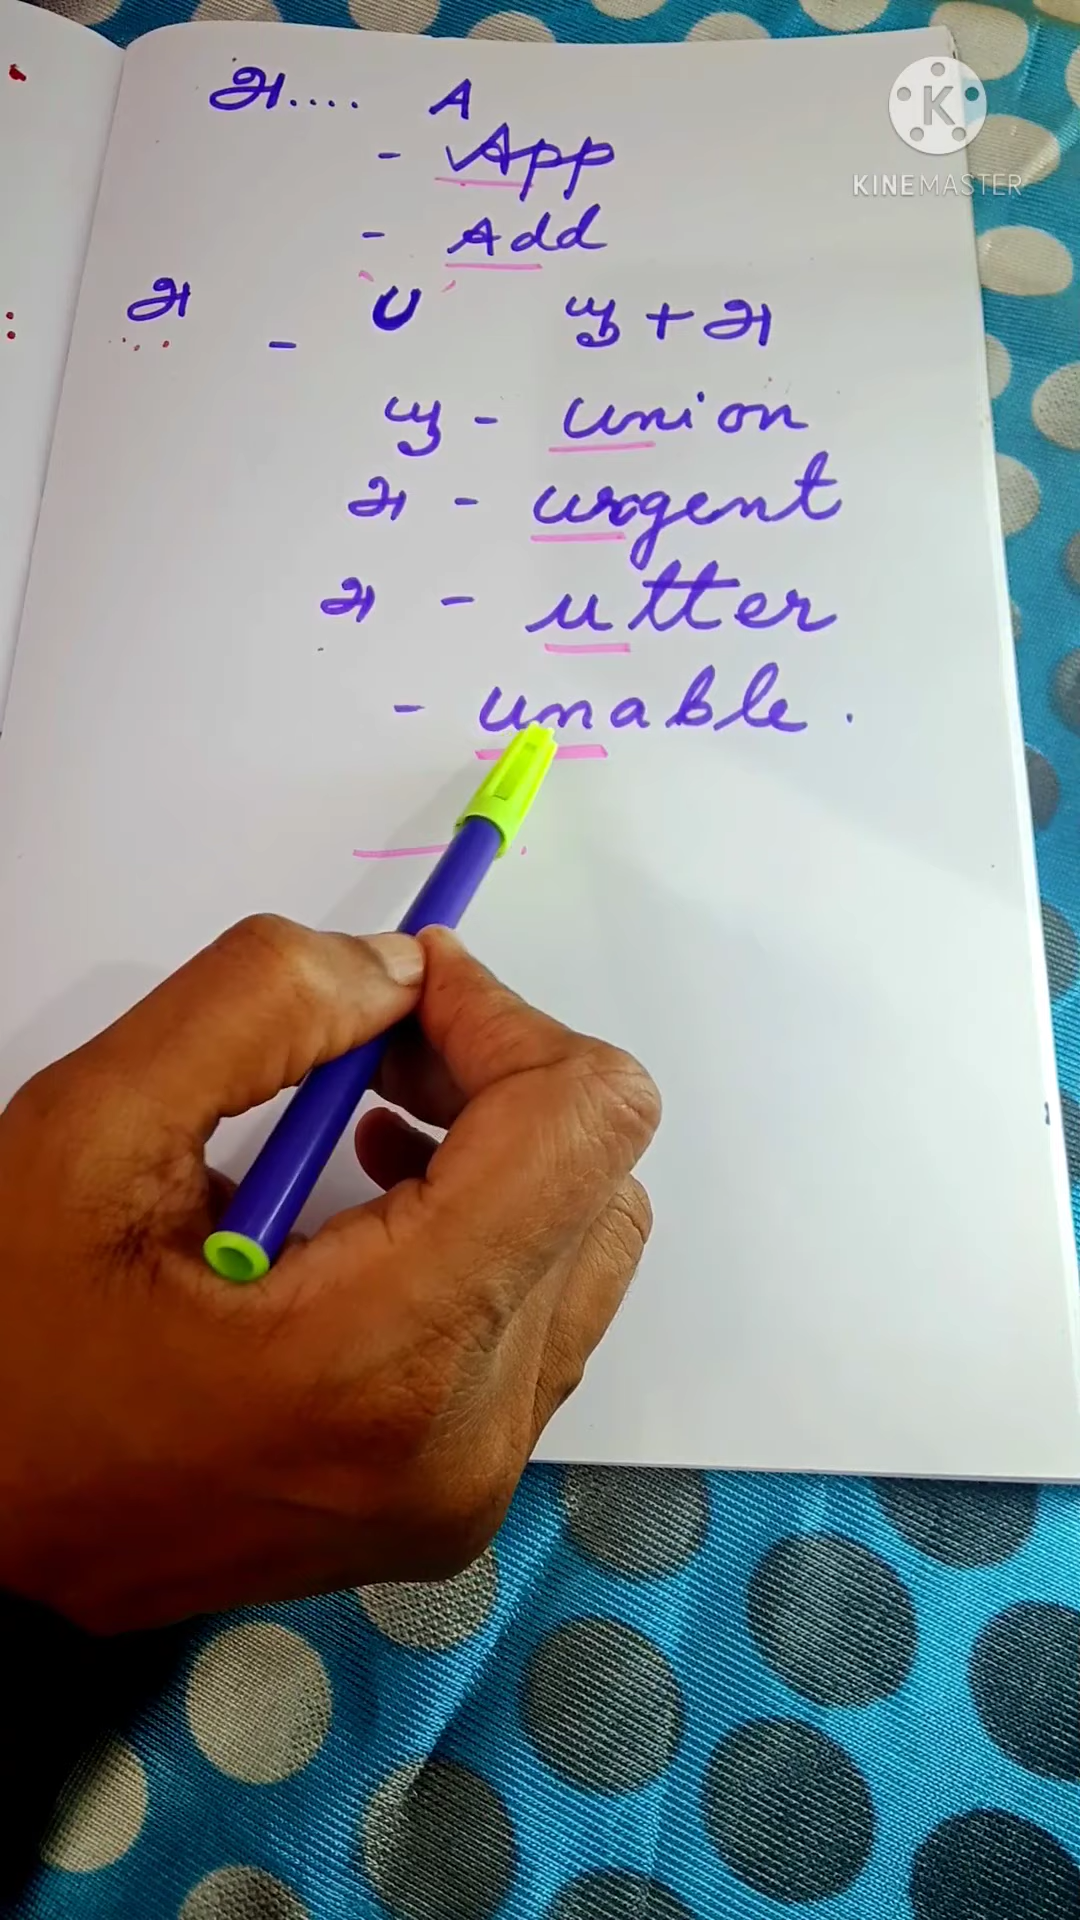 அ.... A
- App
- Add
அ - U யு + அ
யு - union
அ - urgent
அ - utter
- unable.
K
KINEMASTER